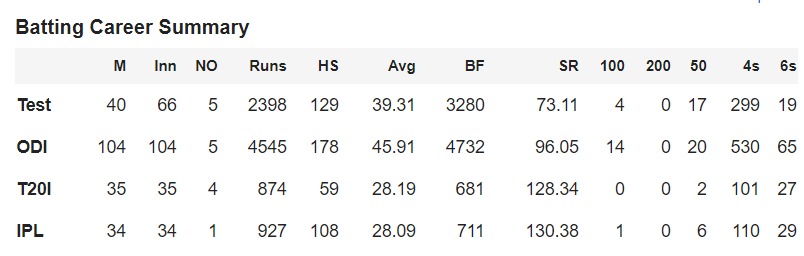 Batting Career Summary
M Inn NO Runs HS Avg BF SR 100 200 50 4s 6s
Test 40 66 5 2398 129 39.31 3280 73.11 4 0 17 299 19
ODI 104 104 5 4545 178 45.91 4732 96.05 14 0 20 530 65
T20I 35 35 4 874 59 28.19 681 128.34 0 0 2 101 27
IPL 34 34 1 927 108 28.09 711 130.38 1 0 6 110 29